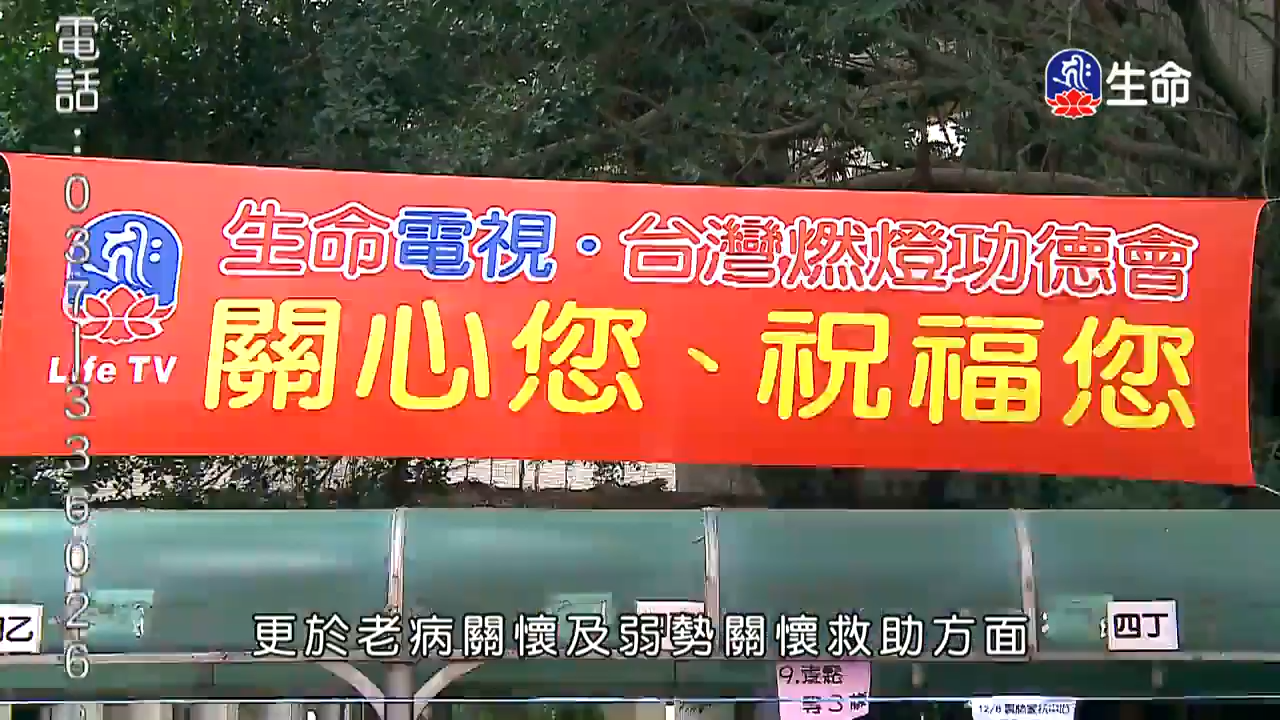 電話：037-336026
生命
生命電視・台灣燃燈功德會
Life TV
關心您、祝福您
四丁
更於老病關懷及弱勢關懷救助方面